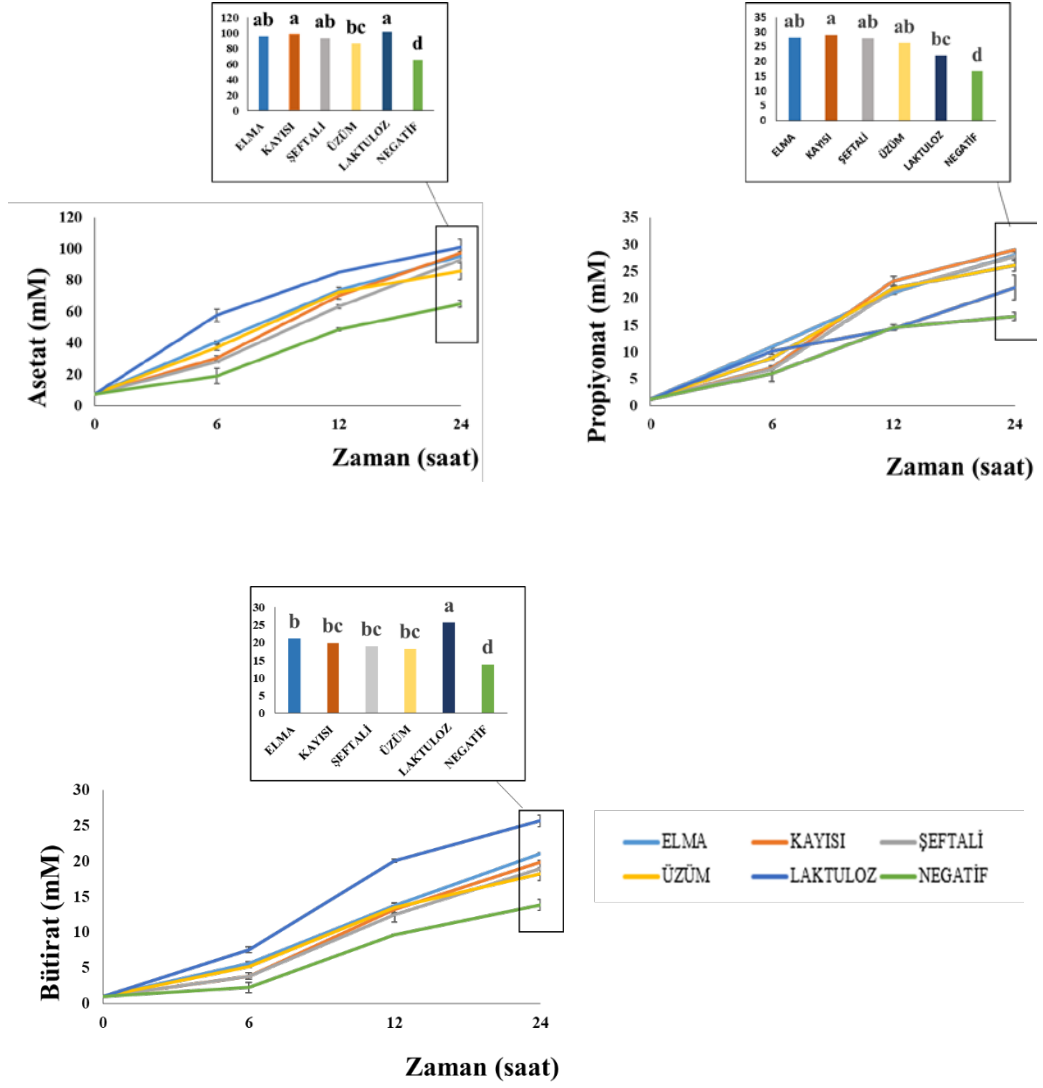 ab a ab bc a d
120
100
80
60
40
20
0
ELMA KAYISI ŞEFTALİ ÜZÜM LAKTULOZ NEGATİF
Asetat (mM)
120
100
80
60
40
20
0
0 6 12 24
Zaman (saat)
ab a ab ab bc d
35
30
25
20
15
10
5
0
ELMA KAYISI ŞEFTALİ ÜZÜM LAKTULOZ NEGATİF
Propiyonat (mM)
35
30
25
20
15
10
5
0
0 6 12 24
Zaman (saat)
b bc bc bc a d
30
25
20
15
10
5
0
ELMA KAYISI ŞEFTALİ ÜZÜM LAKTULOZ NEGATİF
Bütirat (mM)
30
25
20
15
10
5
0
0 6 12 24
Zaman (saat)
ELMA KAYISI ŞEFTALİ
ÜZÜM LAKTULOZ NEGATİF